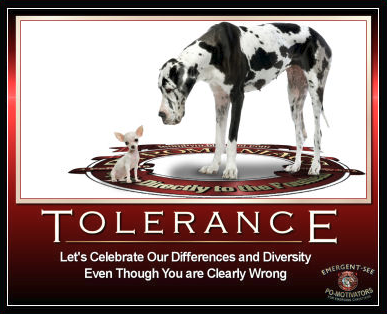 Directly to the
TOLERANCE
Let's Celebrate Our Differences and Diversity
Even Though You are Clearly Wrong
EMERGENT-SEE
PO-MOTIVATORS